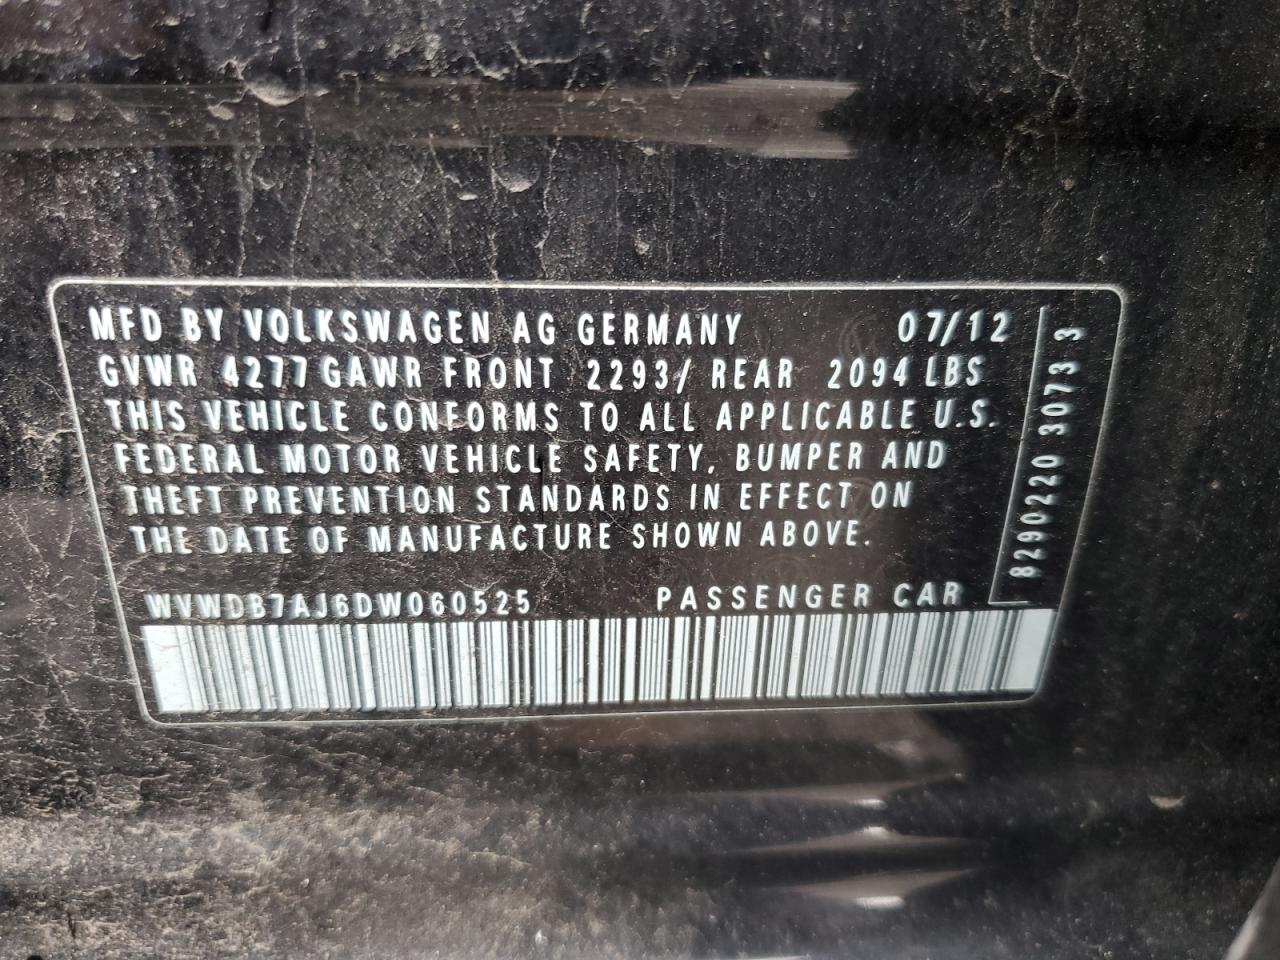 MFD BY VOLKSWAGEN AG GERMANY 07/12
GVWR 4277 GAWR FRONT 2293/ REAR 2094 LBS
THIS VEHICLE CONFORMS TO ALL APPLICABLE U.S.
FEDERAL MOTOR VEHICLE SAFETY, BUMPER AND
THEFT PREVENTION STANDARDS IN EFFECT ON
THE DATE OF MANUFACTURE SHOWN ABOVE.
WVWDB7AJ6DW060525 PASSENGER CAR
8290220 3073 3